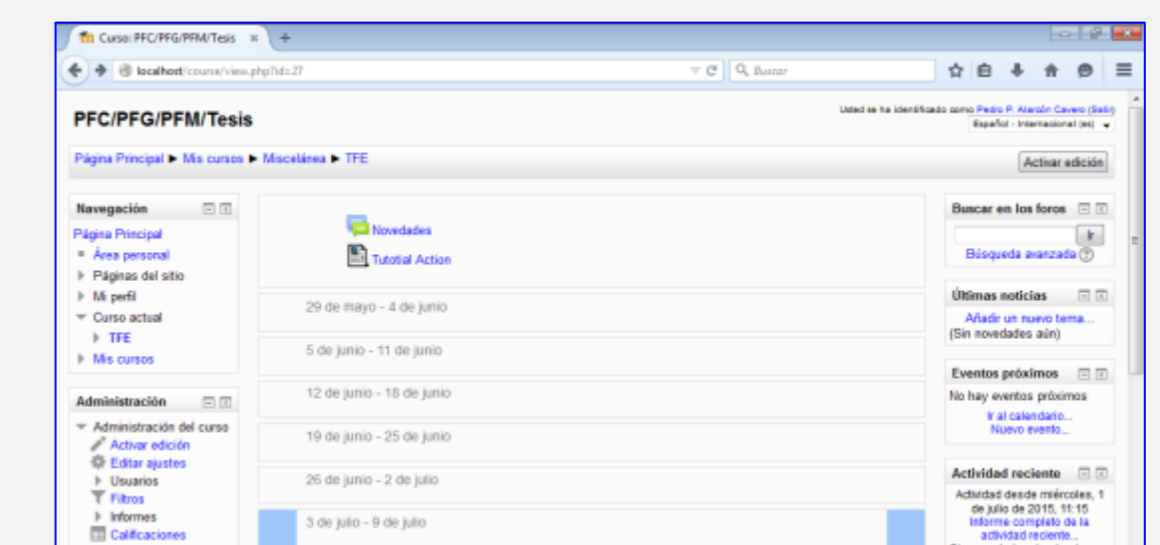 Curso: PFC/PFG/PFM/Tesis
localhost/course/view.php?id=27
Buscar
PFC/PFG/PFM/Tesis
Usted se ha identificado como Pedro P. Alarcón Cavero (Salir)
Español - Internacional (es)
Página Principal ► Mis cursos ► Miscelánea ► TFE
Activar edición
Navegación
Página Principal
Área personal
Páginas del sitio
Mi perfil
Curso actual
TFE
Mis cursos
Administración
Administración del curso
Activar edición
Editar ajustes
Usuarios
Filtros
Informes
Calificaciones
Novedades
Tutotial Action
29 de mayo - 4 de junio
5 de junio - 11 de junio
12 de junio - 18 de junio
19 de junio - 25 de junio
26 de junio - 2 de julio
3 de julio - 9 de julio
Buscar en los foros
Ir
Búsqueda avanzada
Últimas noticias
Añadir un nuevo tema...
(Sin novedades aún)
Eventos próximos
No hay eventos próximos
Ir al calendario...
Nuevo evento...
Actividad reciente
Actividad desde miércoles, 1
de julio de 2015, 11:15
Informe completo de la
actividad reciente...